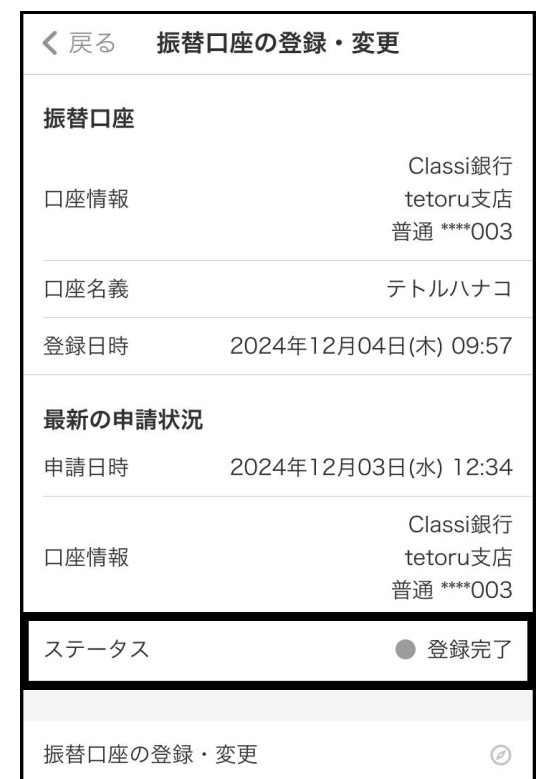 戻る 振替口座の登録・変更
振替口座
Classi銀行
口座情報 tetoru支店
普通 ****003
口座名義 テトルハナコ
登録日時 2024年12月04日(木) 09:57
最新の申請状況
申請日時 2024年12月03日(水) 12:34
Classi銀行
口座情報 tetoru支店
普通 ****003
ステータス 登録完了
振替口座の登録・変更